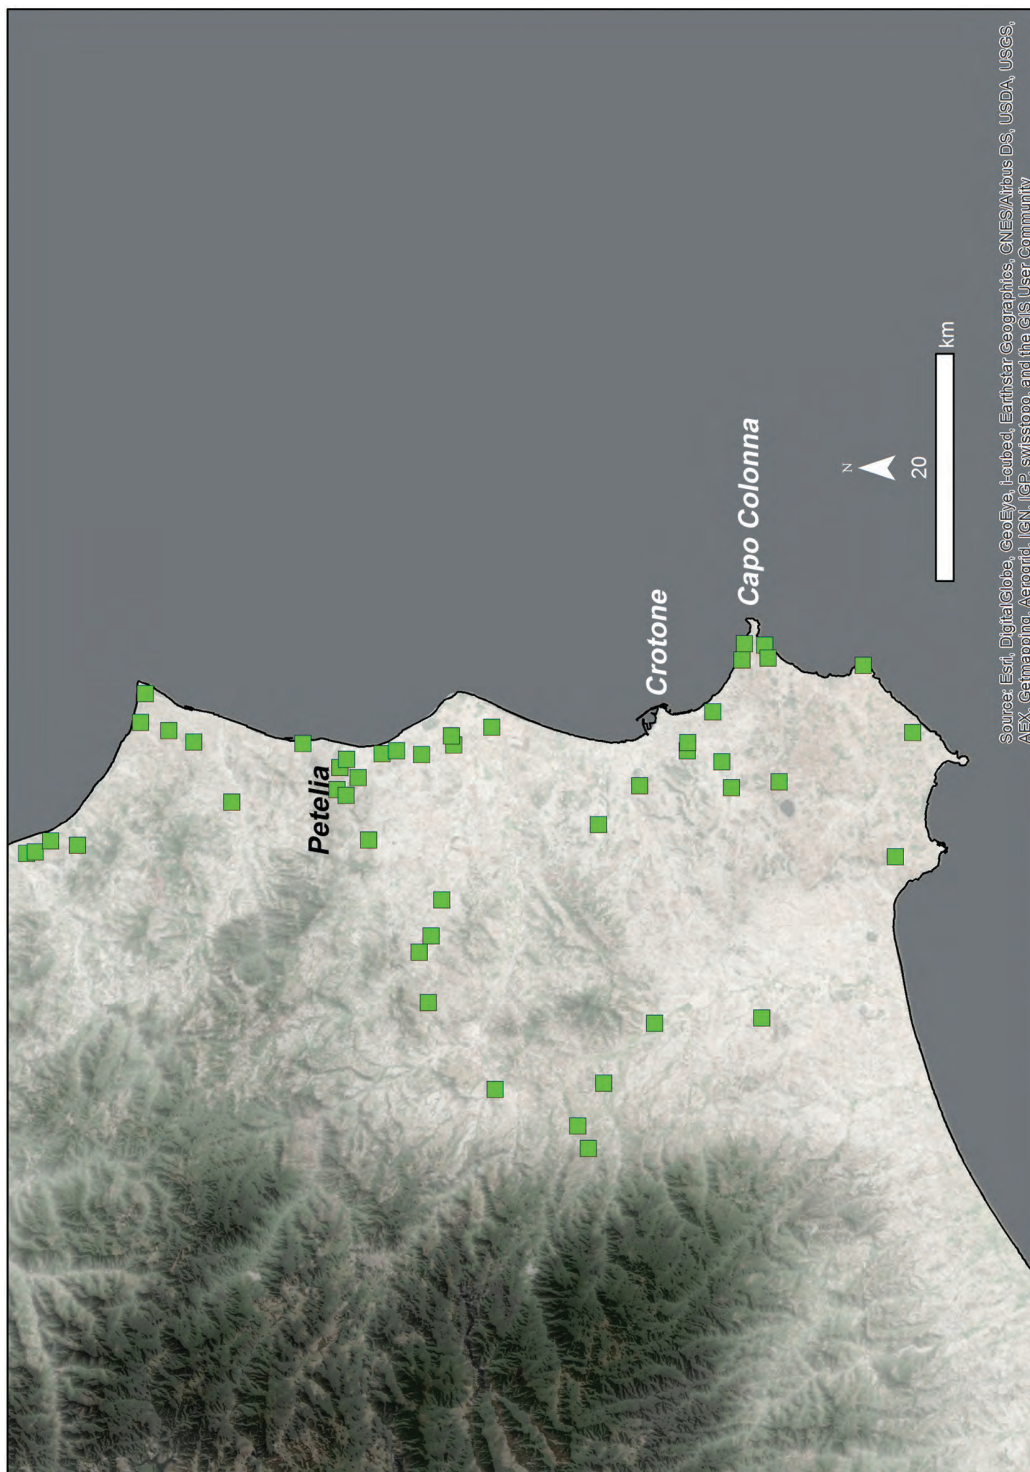 Petelia
Crotone
Capo Colonna
N
20
km
Source: Esri, DigitalGlobe, GeoEye, i-cubed, Earthstar Geographics, CNES/Airbus DS, USDA, USGS,
AEX, Getmapping, Aerogrid, IGN, IGP, swisstopo, and the GIS User Community